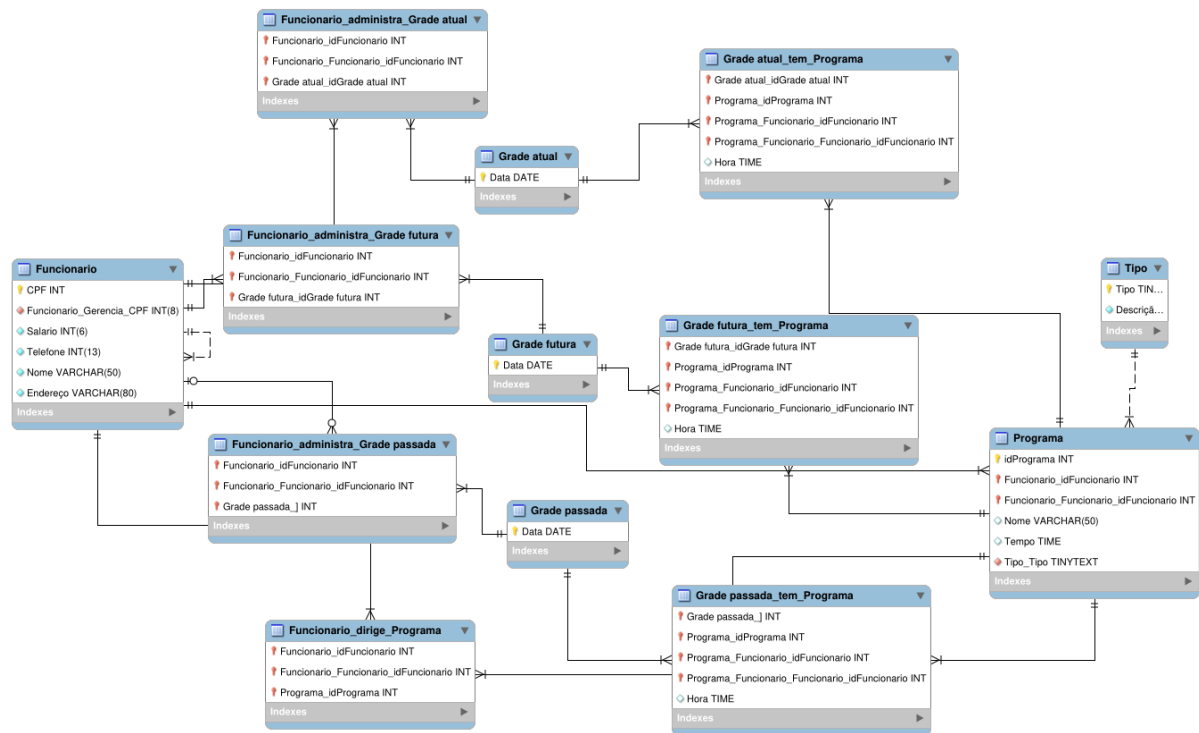 Funcionario_administra_Grade atual
Funcionario_idFuncionario INT
Funcionario_Funcionario_idFuncionario INT
Grade atual_idGrade atual INT
Indexes
Grade atual_tem_Programa
Grade atual_idGrade atual INT
Programa_idPrograma INT
Programa_Funcionario_idFuncionario INT
Programa_Funcionario_Funcionario_idFuncionario INT
Hora TIME
Indexes
Grade atual
Data DATE
Indexes
Funcionario_administra_Grade futura
Funcionario_idFuncionario INT
Funcionario_Funcionario_idFuncionario INT
Grade futura_idGrade futura INT
Indexes
Funcionario
CPF INT
Funcionario_Gerencia_CPF INT(8)
Salario INT(6)
Telefone INT(13)
Nome VARCHAR(50)
Endereço VARCHAR(80)
Indexes
Tipo
Tipo TIN...
Descriçã...
Indexes
Grade futura_tem_Programa
Grade futura_idGrade futura INT
Programa_idPrograma INT
Programa_Funcionario_idFuncionario INT
Programa_Funcionario_Funcionario_idFuncionario INT
Hora TIME
Indexes
Grade futura
Data DATE
Indexes
Funcionario_administra_Grade passada
Funcionario_idFuncionario INT
Funcionario_Funcionario_idFuncionario INT
Grade passada_] INT
Indexes
Programa
idPrograma INT
Funcionario_idFuncionario INT
Funcionario_Funcionario_idFuncionario INT
Nome VARCHAR(50)
Tempo TIME
Tipo_Tipo TINYTEXT
Indexes
Grade passada
Data DATE
Indexes
Grade passada_tem_Programa
Grade passada_] INT
Programa_idPrograma INT
Programa_Funcionario_idFuncionario INT
Programa_Funcionario_Funcionario_idFuncionario INT
Hora TIME
Indexes
Funcionario_dirige_Programa
Funcionario_idFuncionario INT
Funcionario_Funcionario_idFuncionario INT
Programa_idPrograma INT
Indexes